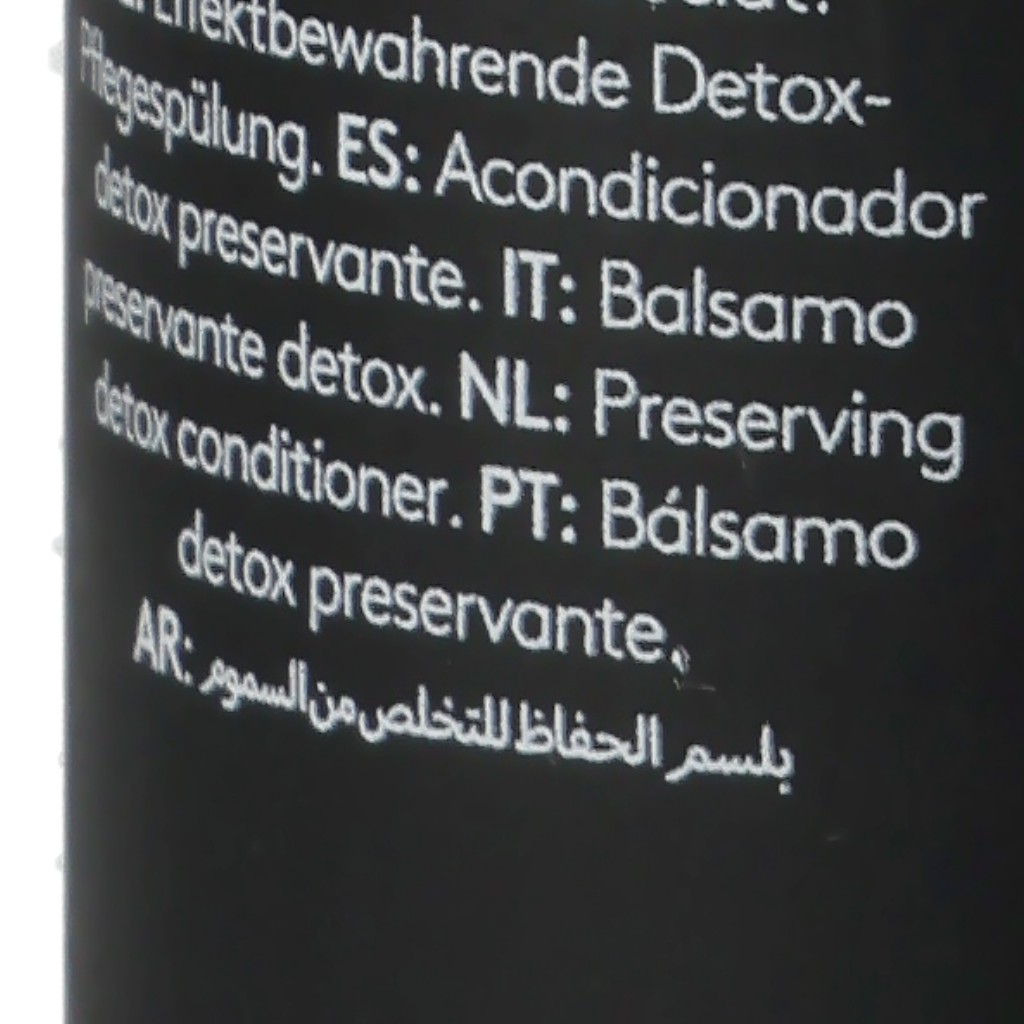 Detox-
Pflegespülung. ES: Acondicionador
detox preservante. IT: Balsamo
preservante detox. NL: Preserving
detox conditioner. PT: Bálsamo
detox preservante.
AR: بلسم الحفاظ للتخلص من السموم